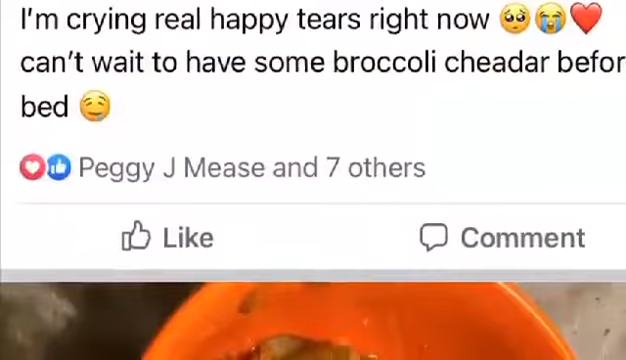 I'm crying real happy tears right now 🥺😭❤️
can't wait to have some broccoli cheadar befor
bed 🤤
Peggy J Mease and 7 others
Like
Comment